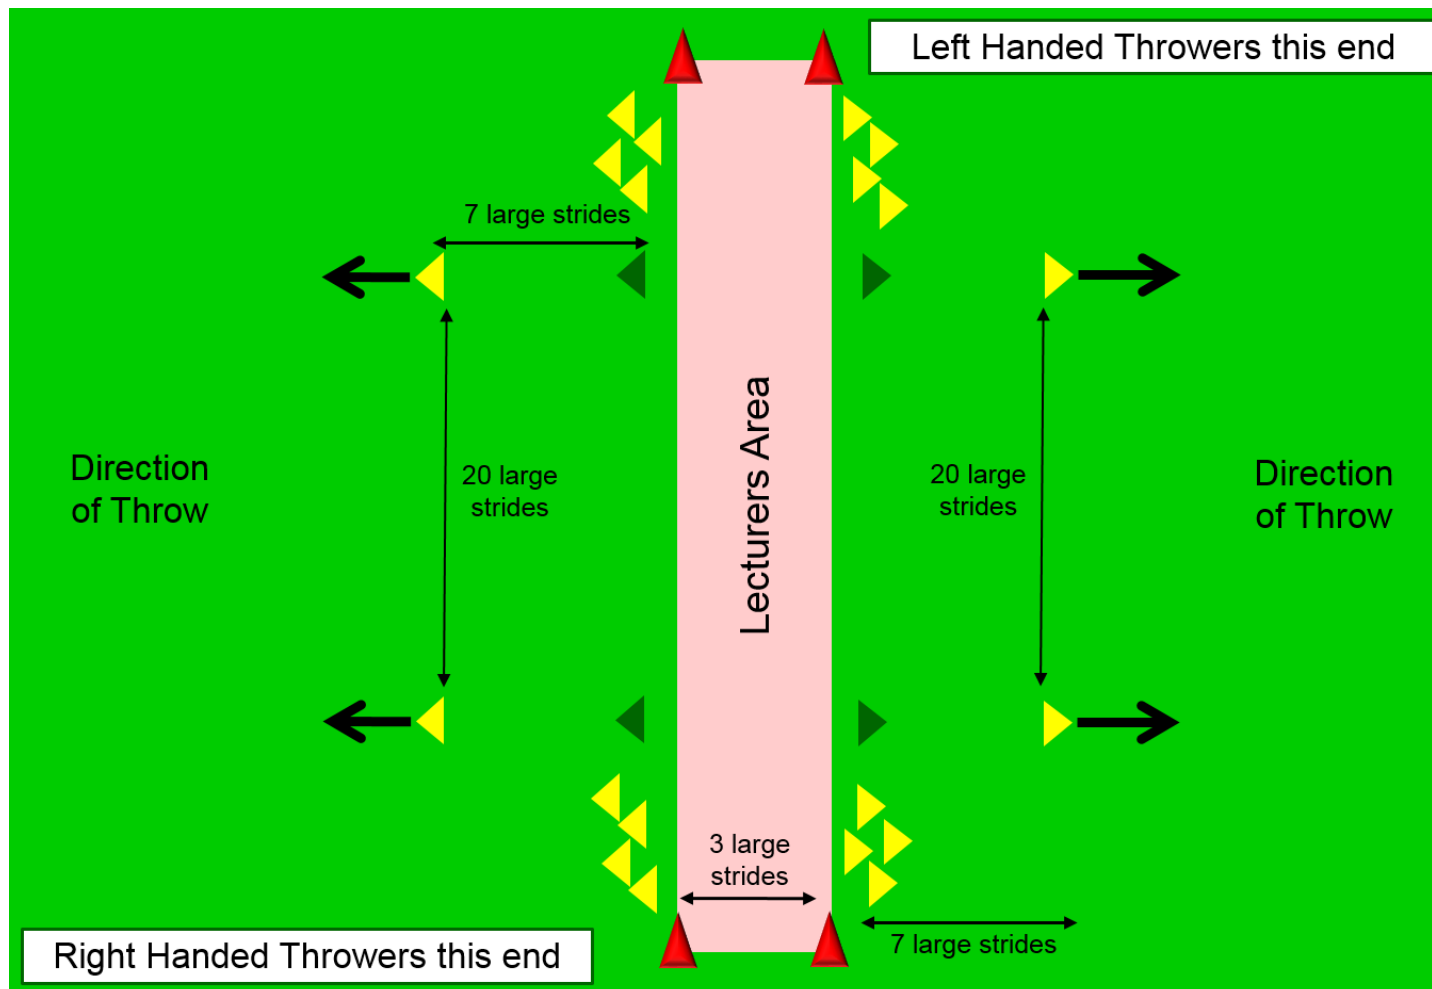 Left Handed Throwers this end
7 large strides
Direction
of Throw
20 large
strides
Lecturers Area
20 large
strides
Direction
of Throw
3 large
strides
7 large strides
Right Handed Throwers this end